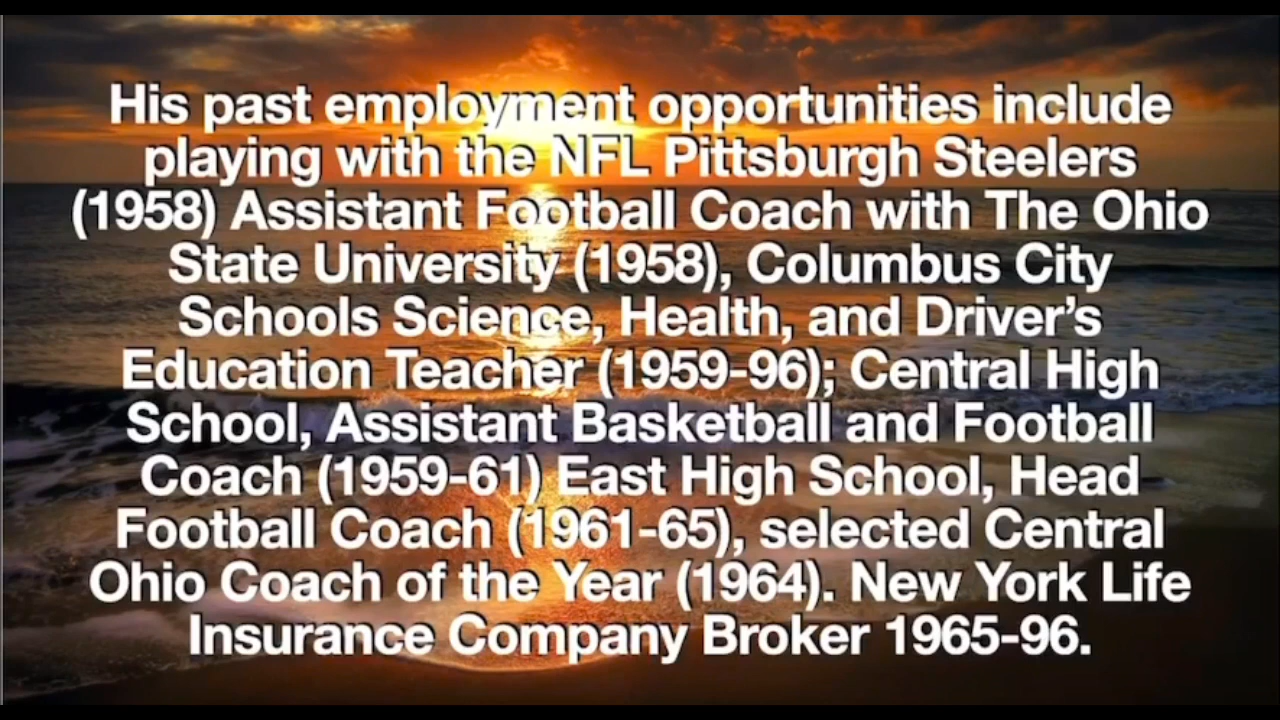 His past employment opportunities include
playing with the NFL Pittsburgh Steelers
(1958) Assistant Football Coach with The Ohio
State University (1958), Columbus City
Schools Science, Health, and Driver’s
Education Teacher (1959-96); Central High
School, Assistant Basketball and Football
Coach (1959-61) East High School, Head
Football Coach (1961-65), selected Central
Ohio Coach of the Year (1964). New York Life
Insurance Company Broker 1965-96.